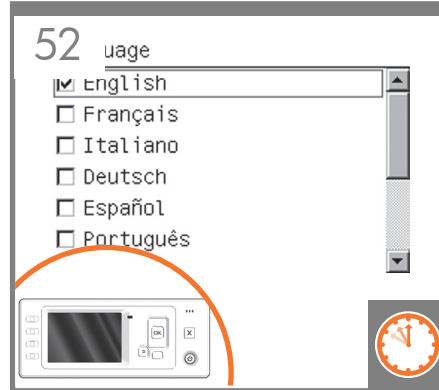 52
uage
English
Français
Italiano
Deutsch
Español
Português
OK
X